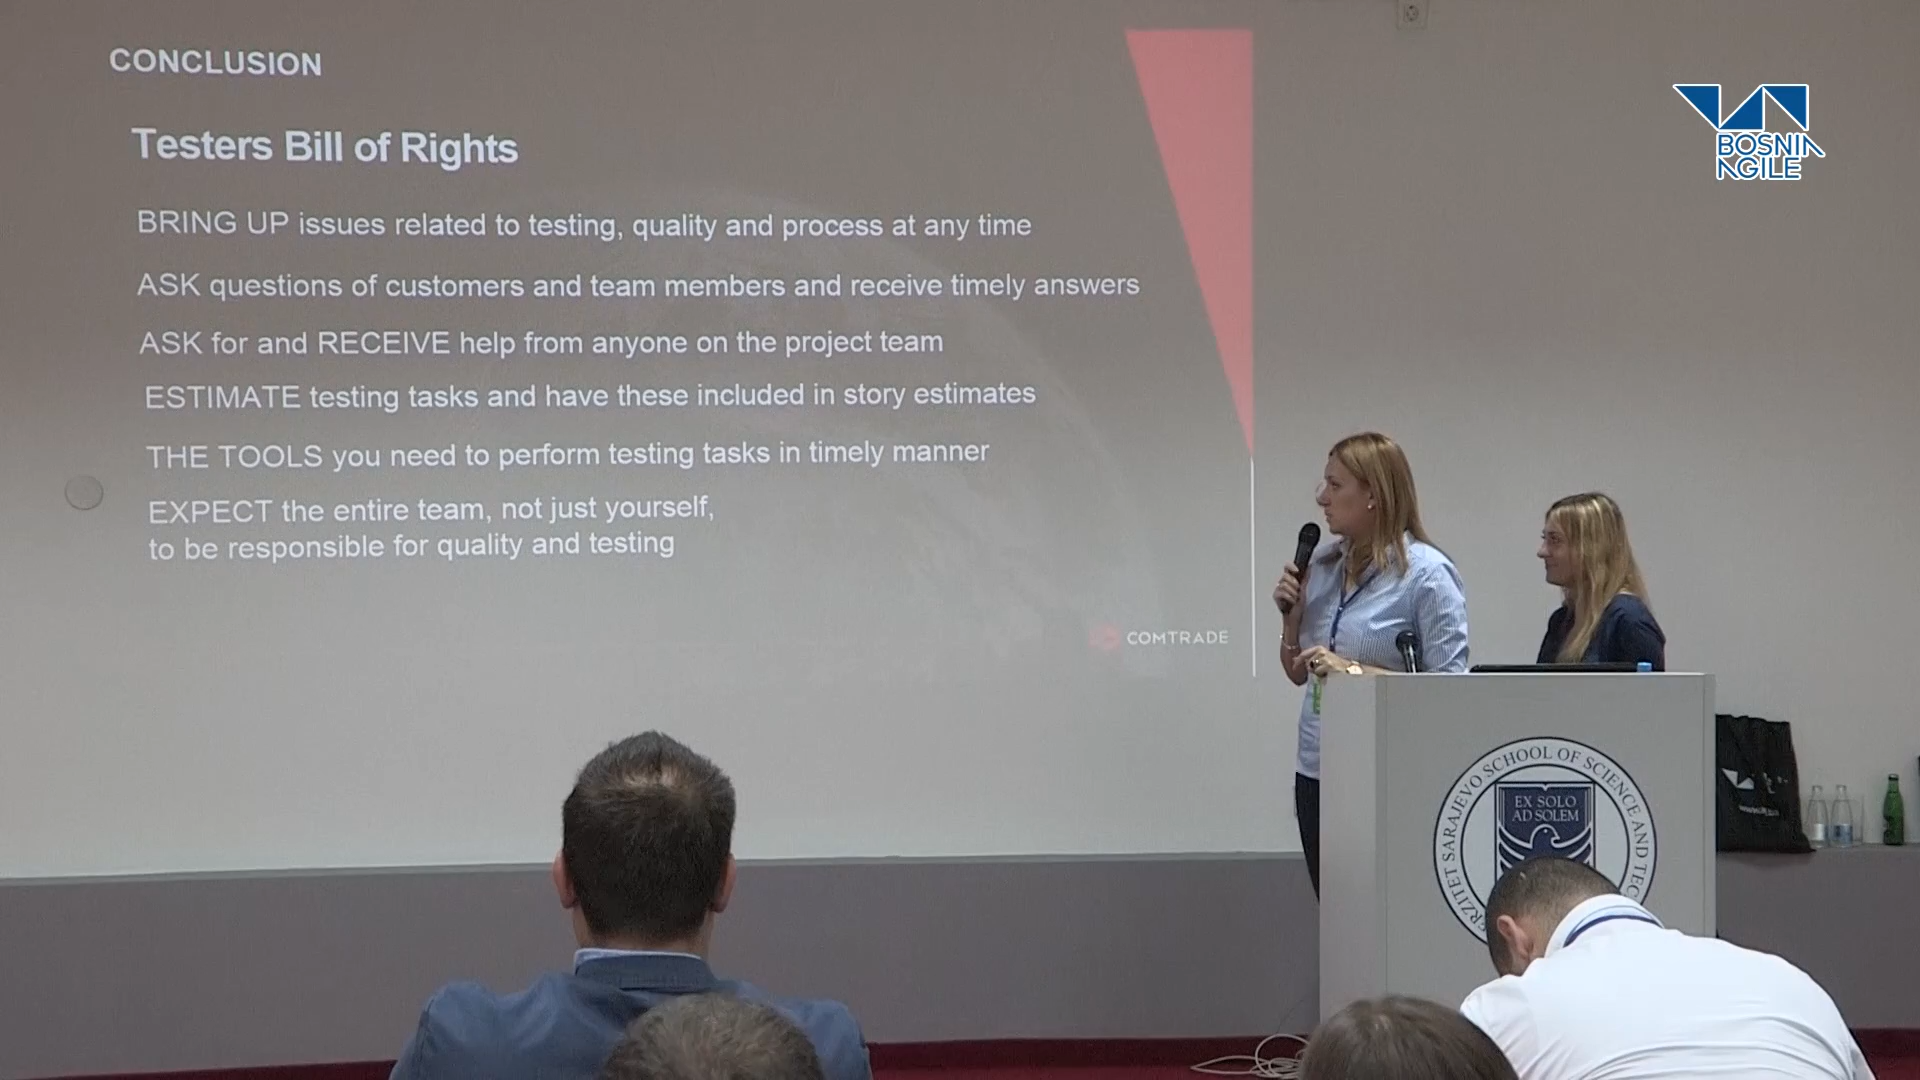 CONCLUSION
Testers Bill of Rights
BRING UP issues related to testing, quality and process at any time
ASK questions of customers and team members and receive timely answers
ASK for and RECEIVE help from anyone on the project team
ESTIMATE testing tasks and have these included in story estimates
THE TOOLS you need to perform testing tasks in timely manner
EXPECT the entire team, not just yourself,
to be responsible for quality and testing
COMTRADE
BOSNIA
AGILE
SARAJEVO SCHOOL OF SCIENCE AND
EX SOLO
AD SOLEM